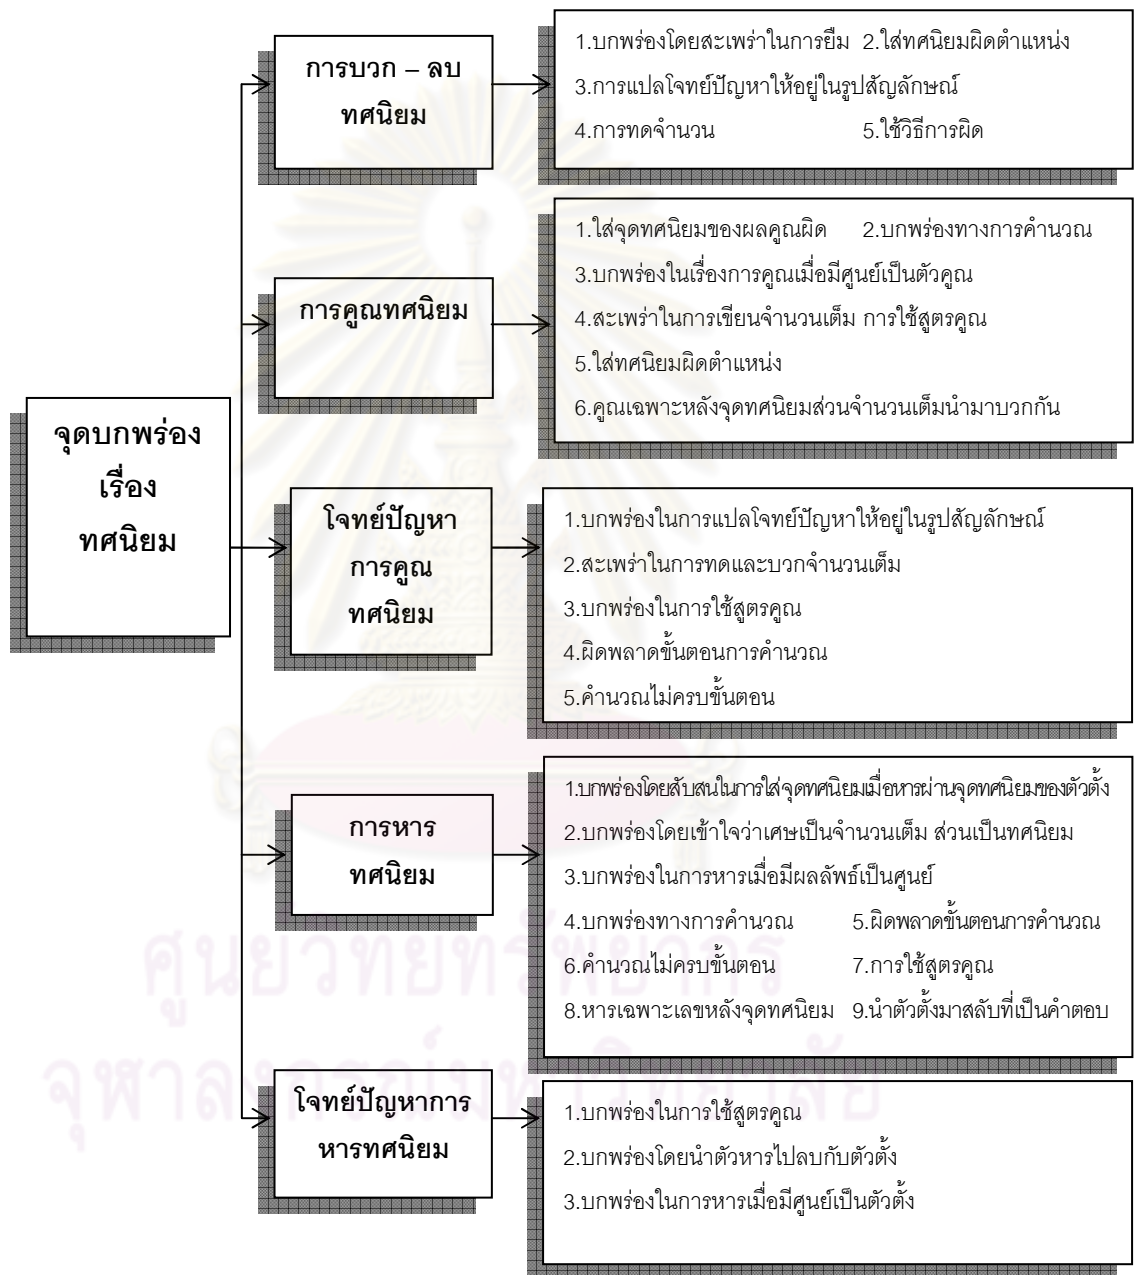 การบวก – ลบ
ทศนิยม
1.บกพร่องโดยสะเพร่าในการยืม 2.ใส่ทศนิยมผิดตำแหน่ง
3.การแปลโจทย์ปัญหาให้อยู่ในรูปสัญลักษณ์
4.การทดจำนวน 5.ใช้วิธีการผิด
การคูณทศนิยม
1.ใส่จุดทศนิยมของผลคูณผิด 2.บกพร่องทางการคำนวณ
3.บกพร่องในเรื่องการคูณเมื่อมีศูนย์เป็นตัวคูณ
4.สะเพร่าในการเขียนจำนวนเต็ม การใช้สูตรคูณ
5.ใส่ทศนิยมผิดตำแหน่ง
6.คูณเฉพาะหลังจุดทศนิยมส่วนจำนวนเต็มนำมาบวกกัน
จุดบกพร่อง
เรื่อง
ทศนิยม
โจทย์ปัญหา
การคูณ
ทศนิยม
1.บกพร่องในการแปลโจทย์ปัญหาให้อยู่ในรูปสัญลักษณ์
2.สะเพร่าในการทดและบวกจำนวนเต็ม
3.บกพร่องในการใช้สูตรคูณ
4.ผิดพลาดขั้นตอนการคำนวณ
5.คำนวณไม่ครบขั้นตอน
การหาร
ทศนิยม
1.บกพร่องโดยสับสนในการใส่จุดทศนิยมเมื่อหารผ่านจุดทศนิยมของตัวตั้ง
2.บกพร่องโดยเข้าใจว่าเศษเป็นจำนวนเต็ม ส่วนเป็นทศนิยม
3.บกพร่องในการหารเมื่อมีผลลัพธ์เป็นศูนย์
4.บกพร่องทางการคำนวณ 5.ผิดพลาดขั้นตอนการคำนวณ
6.คำนวณไม่ครบขั้นตอน 7.การใช้สูตรคูณ
8.หารเฉพาะเลขหลังจุดทศนิยม 9.นำตัวตั้งมาสลับที่เป็นคำตอบ
โจทย์ปัญหาการ
หารทศนิยม
1.บกพร่องในการใช้สูตรคูณ
2.บกพร่องโดยนำตัวหารไปลบกับตัวตั้ง
3.บกพร่องในการหารเมื่อมีศูนย์เป็นตัวตั้ง
ศูนย์วิทยทรัพยากร
จุฬาลงกรณ์มหาวิทยาลัย